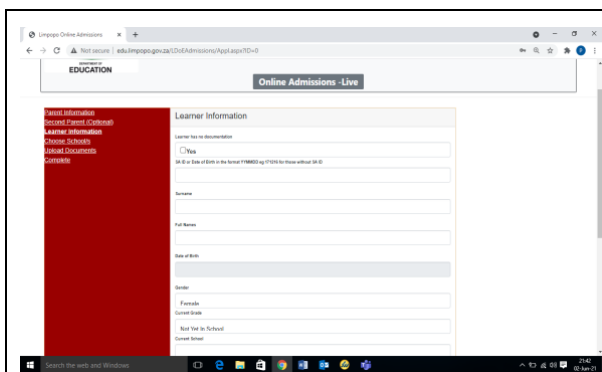 Limpopo Online Admissions
Not secure | edu.limpopo.gov.za/LDoEAdmissions/Appl.aspx?ID=0
EDUCATION
Online Admissions -Live
Parent Information
Second Parent (Optional)
Learner Information
Choose School/s
Upload Documents
Complete
Learner Information
Learner has no documentation
Yes
SA ID or Date of Birth in the format YYMMDD eg 171216 for those without SA ID
Surname
Full Names
Date of Birth
Gender
Female
Current Grade
Not Yet In School
Current School
Search the web and Windows
21:42
02-Jun-21